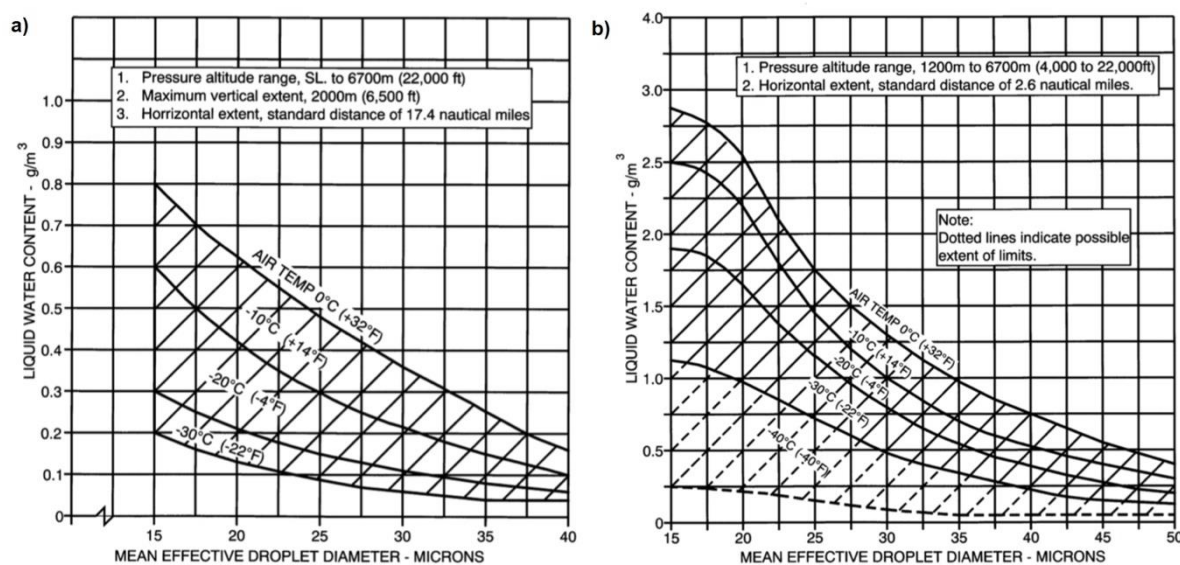 a)
1. Pressure altitude range, SL. to 6700m (22,000 ft)
2. Maximum vertical extent, 2000m (6,500 ft)
3. Horrizontal extent, standard distance of 17.4 nautical miles
LIQUID WATER CONTENT - g/m³
1.0
0.9
0.8
0.7
0.6
0.5
0.4
0.3
0.2
0.1
0
AIR TEMP 0°C (+32°F)
-10°C (+14°F)
-20°C (-4°F)
-30°C (-22°F)
15 20 25 30 35 40
MEAN EFFECTIVE DROPLET DIAMETER - MICRONS
b)
1. Pressure altitude range, 1200m to 6700m (4,000 to 22,000ft)
2. Horizontal extent, standard distance of 2.6 nautical miles.
Note:
Dotted lines indicate possible
extent of limits.
LIQUID WATER CONTENT - g/m³
4.0
3.0
2.5
2.0
1.5
1.0
0.5
0
AIR TEMP 0°C (+32°F)
-10°C (+14°F)
-20°C (-4°F)
-30°C (-22°F)
-40°C (-40°F)
15 20 25 30 35 40 45 50
MEAN EFFECTIVE DROPLET DIAMETER - MICRONS